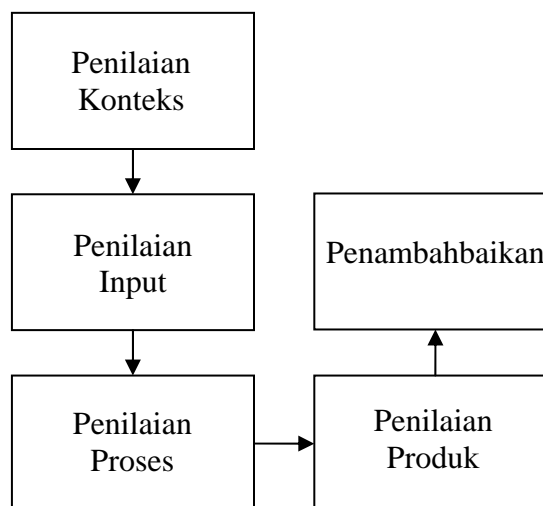 Penilaian
Konteks
Penilaian
Input
Penambahbaikan
Penilaian
Proses
Penilaian
Produk